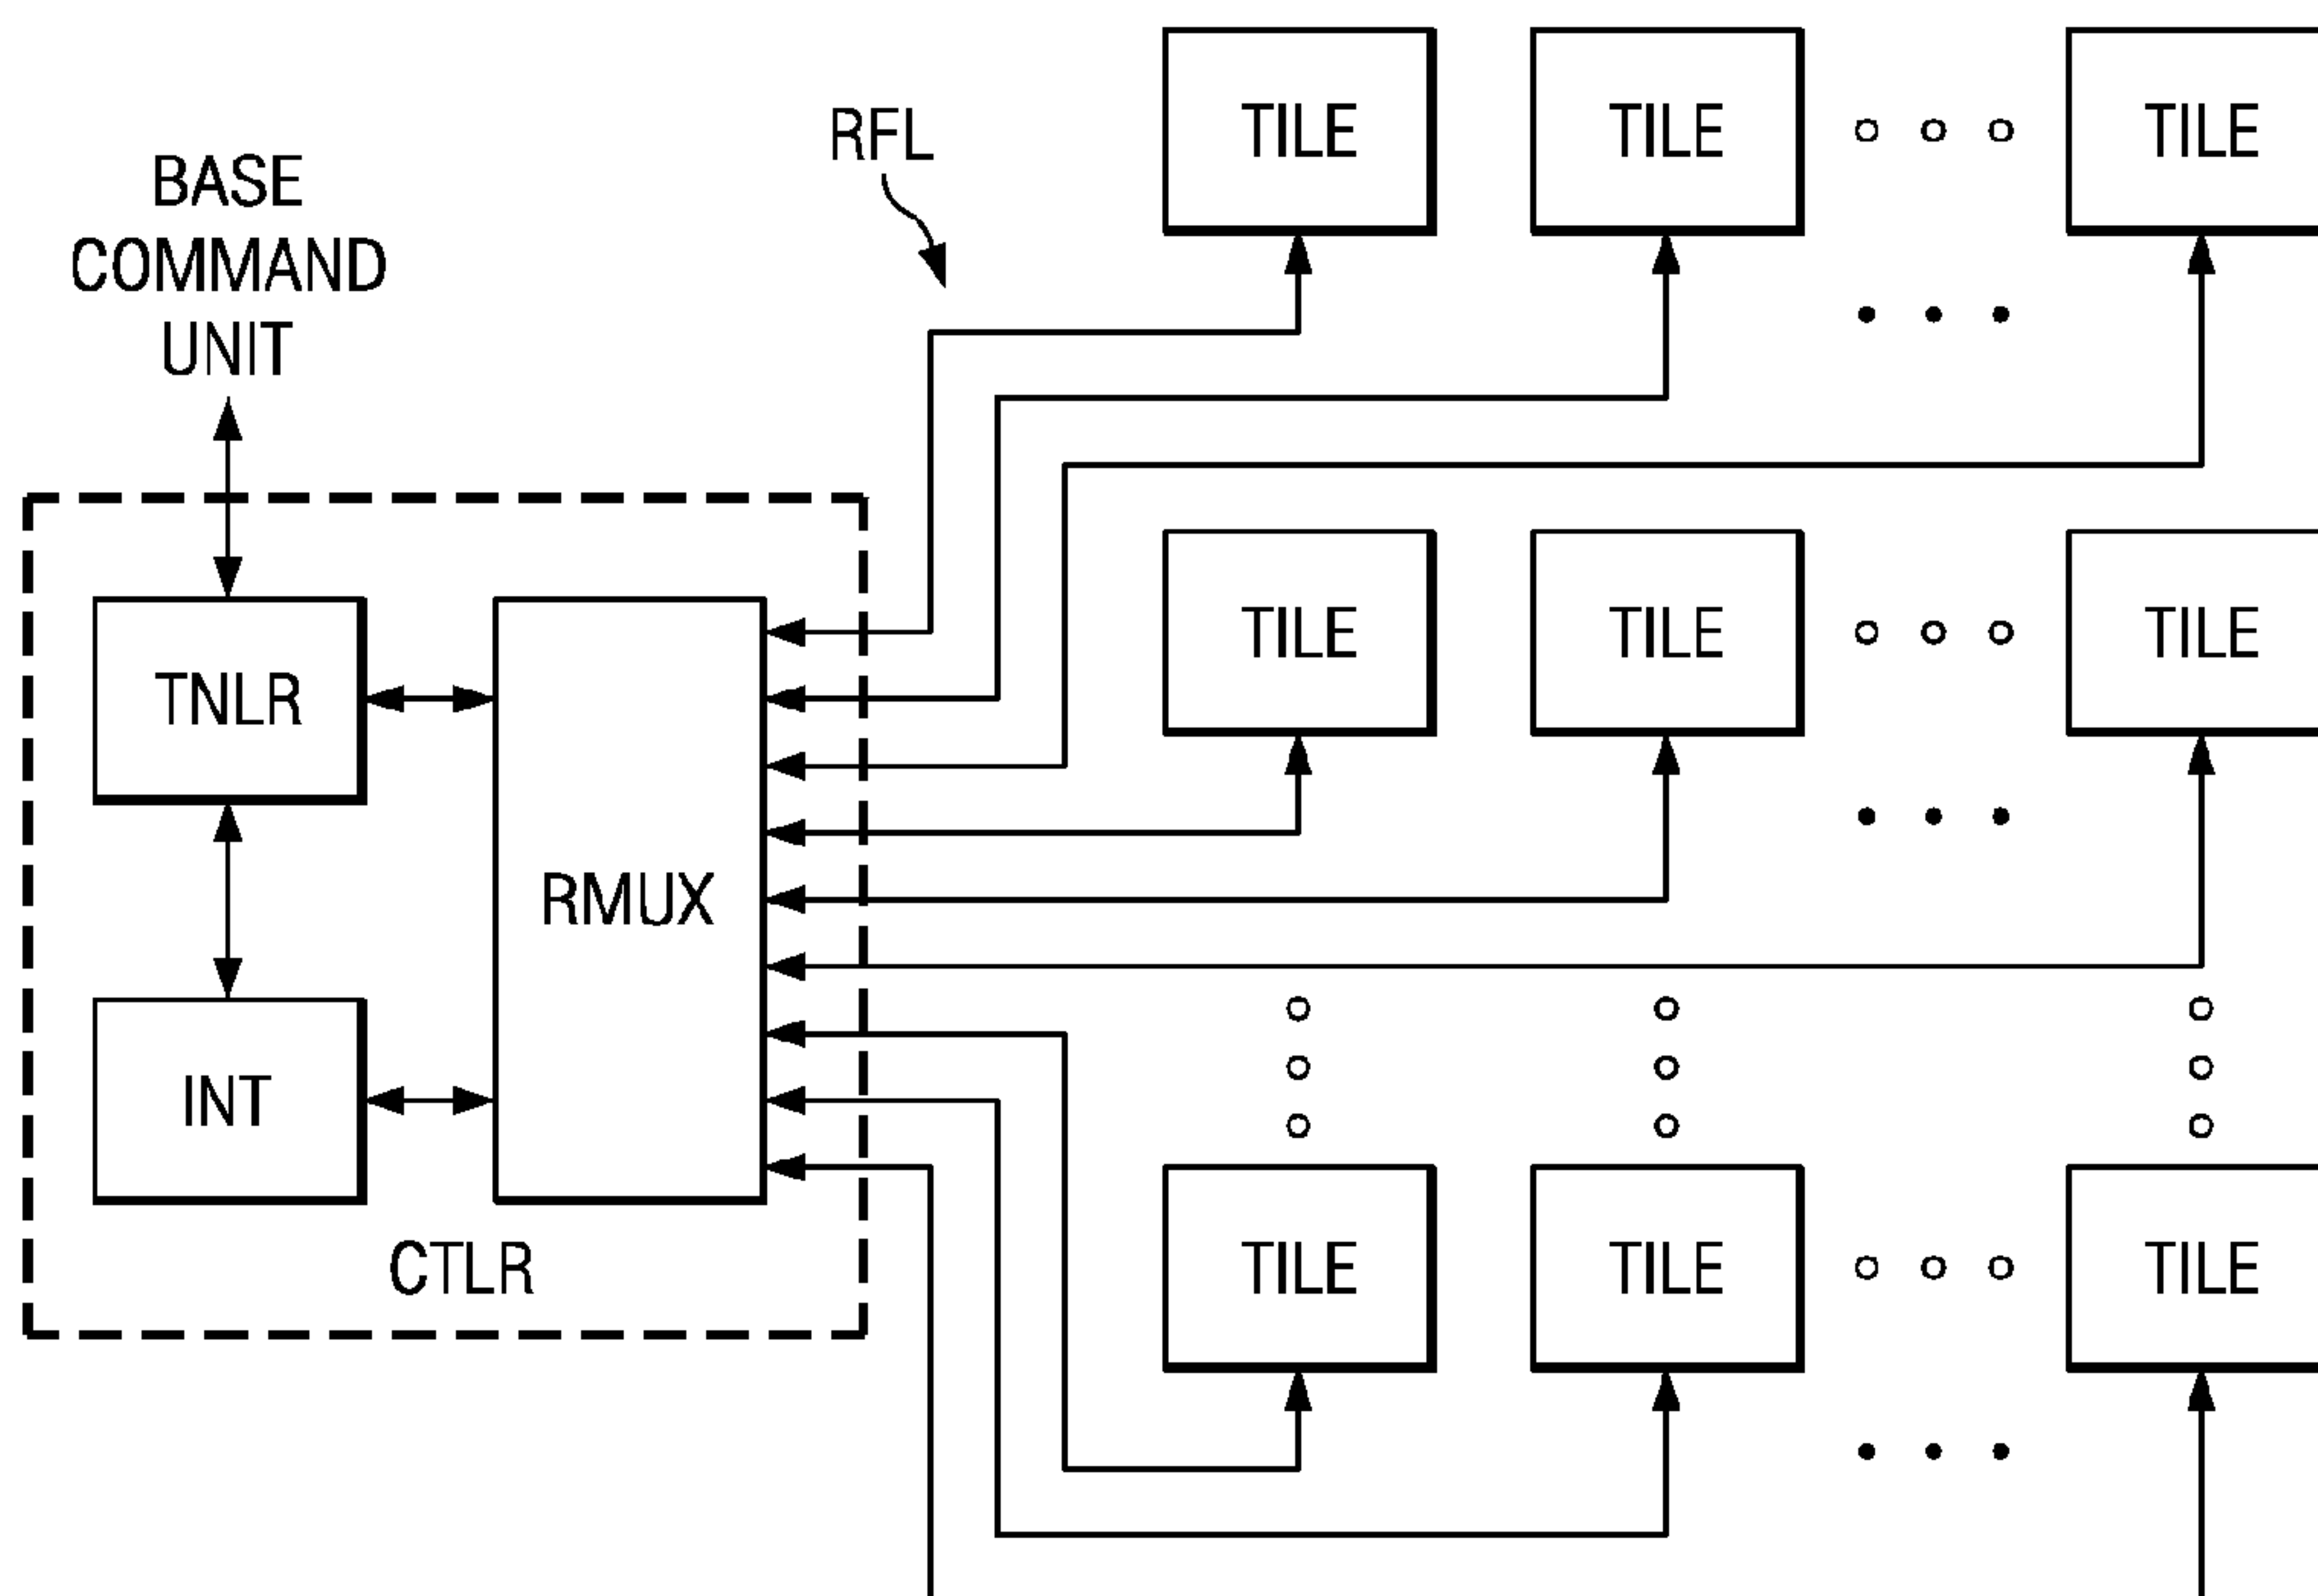 TILE TILE TILE
RFL
BASE
COMMAND
UNIT
TILE TILE TILE
TNLR
RMUX
INT
TILE TILE TILE
CTLR